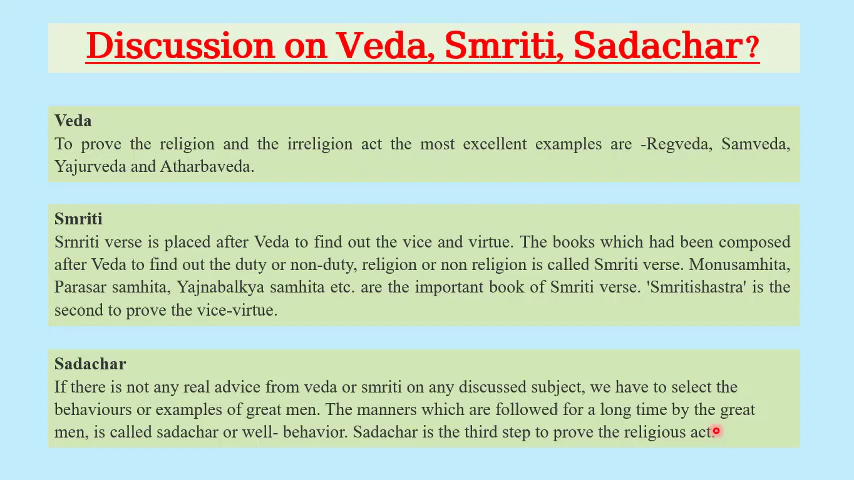 Discussion on Veda, Smriti, Sadachar?
Veda
To prove the religion and the irreligion act the most excellent examples are -Regveda, Samveda,
Yajurveda and Atharbaveda.
Smriti
Srnriti verse is placed after Veda to find out the vice and virtue. The books which had been composed
after Veda to find out the duty or non-duty, religion or non religion is called Smriti verse. Monusamhita,
Parasar samhita, Yajnabalkya samhita etc. are the important book of Smriti verse. 'Smritishastra' is the
second to prove the vice-virtue.
Sadachar
If there is not any real advice from veda or smriti on any discussed subject, we have to select the
behaviours or examples of great men. The manners which are followed for a long time by the great
men, is called sadachar or well- behavior. Sadachar is the third step to prove the religious act.